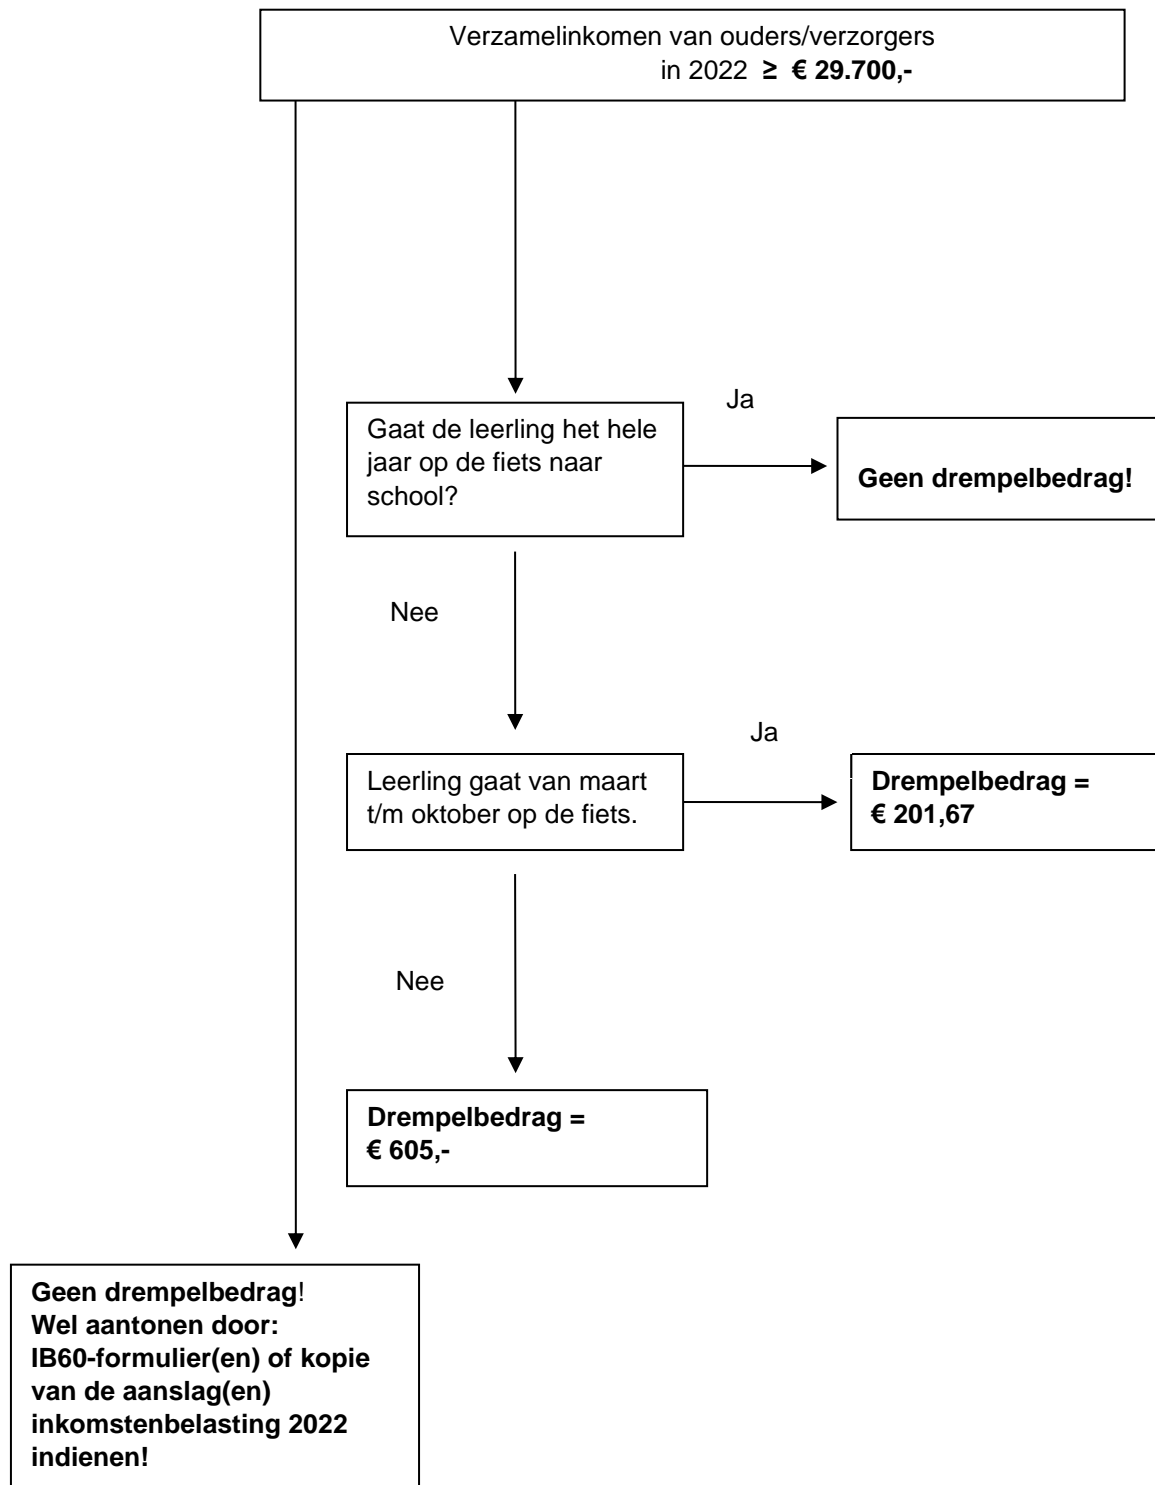 Verzamelinkomen van ouders/verzorgers
in 2022 ≥ € 29.700,-
Ja
Gaat de leerling het hele
jaar op de fiets naar
school?
Geen drempelbedrag!
Nee
Ja
Leerling gaat van maart
t/m oktober op de fiets.
Drempelbedrag =
€ 201,67
Nee
Drempelbedrag =
€ 605,-
Geen drempelbedrag!
Wel aantonen door:
IB60-formulier(en) of kopie
van de aanslag(en)
inkomstenbelasting 2022
indienen!